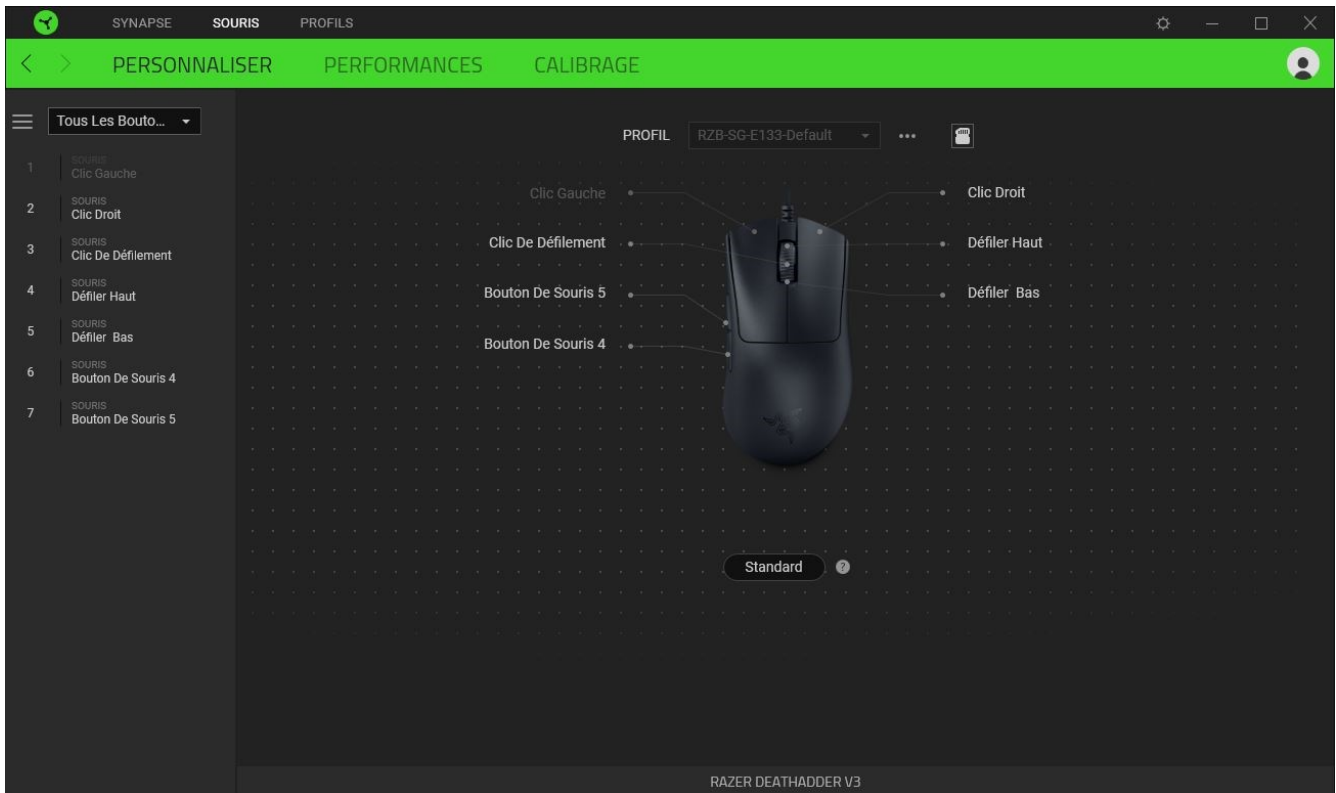 SYNAPSE SOURIS PROFILS
PERSONNALISER PERFORMANCES CALIBRAGE
Tous Les Bouto...
PROFIL RZB-SG-E133-Default
1 SOURIS
Clic Gauche
2 SOURIS
Clic Droit
3 SOURIS
Clic De Défilement
4 SOURIS
Défiler Haut
5 SOURIS
Défiler Bas
6 SOURIS
Bouton De Souris 4
7 SOURIS
Bouton De Souris 5
Clic Gauche
Clic De Défilement
Bouton De Souris 5
Bouton De Souris 4
Clic Droit
Défiler Haut
Défiler Bas
Standard ?
RAZER DEATHADDER V3